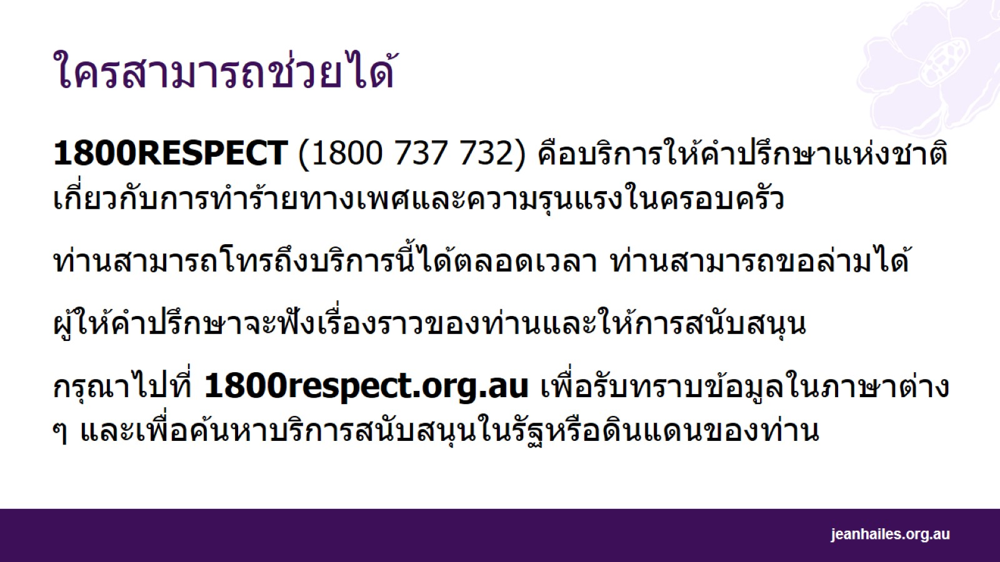 ใครสามารถช่วยได้
1800RESPECT (1800 737 732) คือบริการให้คำปรึกษาแห่งชาติ
เกี่ยวกับการทำร้ายทางเพศและความรุนแรงในครอบครัว
ท่านสามารถโทรถึงบริการนี้ได้ตลอดเวลา ท่านสามารถขอล่ามได้
ผู้ให้คำปรึกษาจะฟังเรื่องราวของท่านและให้การสนับสนุน
กรุณาไปที่ 1800respect.org.au เพื่อรับทราบข้อมูลในภาษาต่าง
ๆ และเพื่อค้นหาบริการสนับสนุนในรัฐหรือดินแดนของท่าน
jeanhailes.org.au